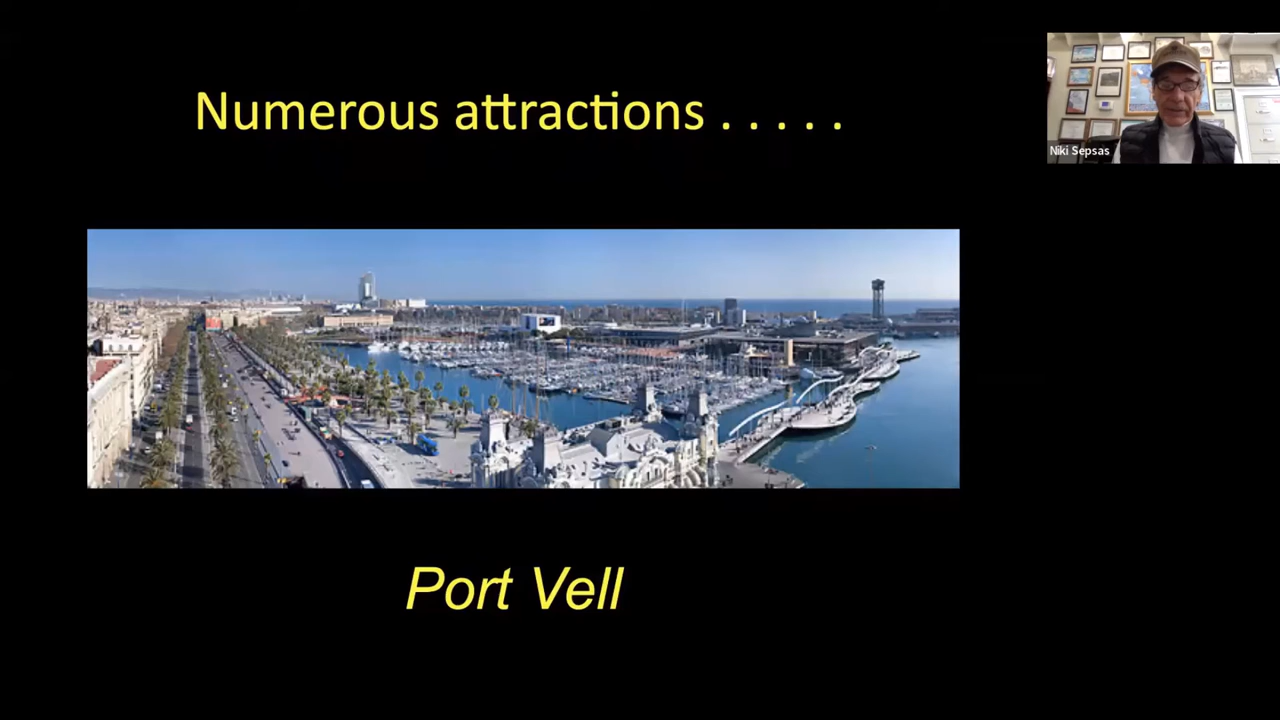 Numerous attractions . . . . .
Niki Sepsas
Port Vell